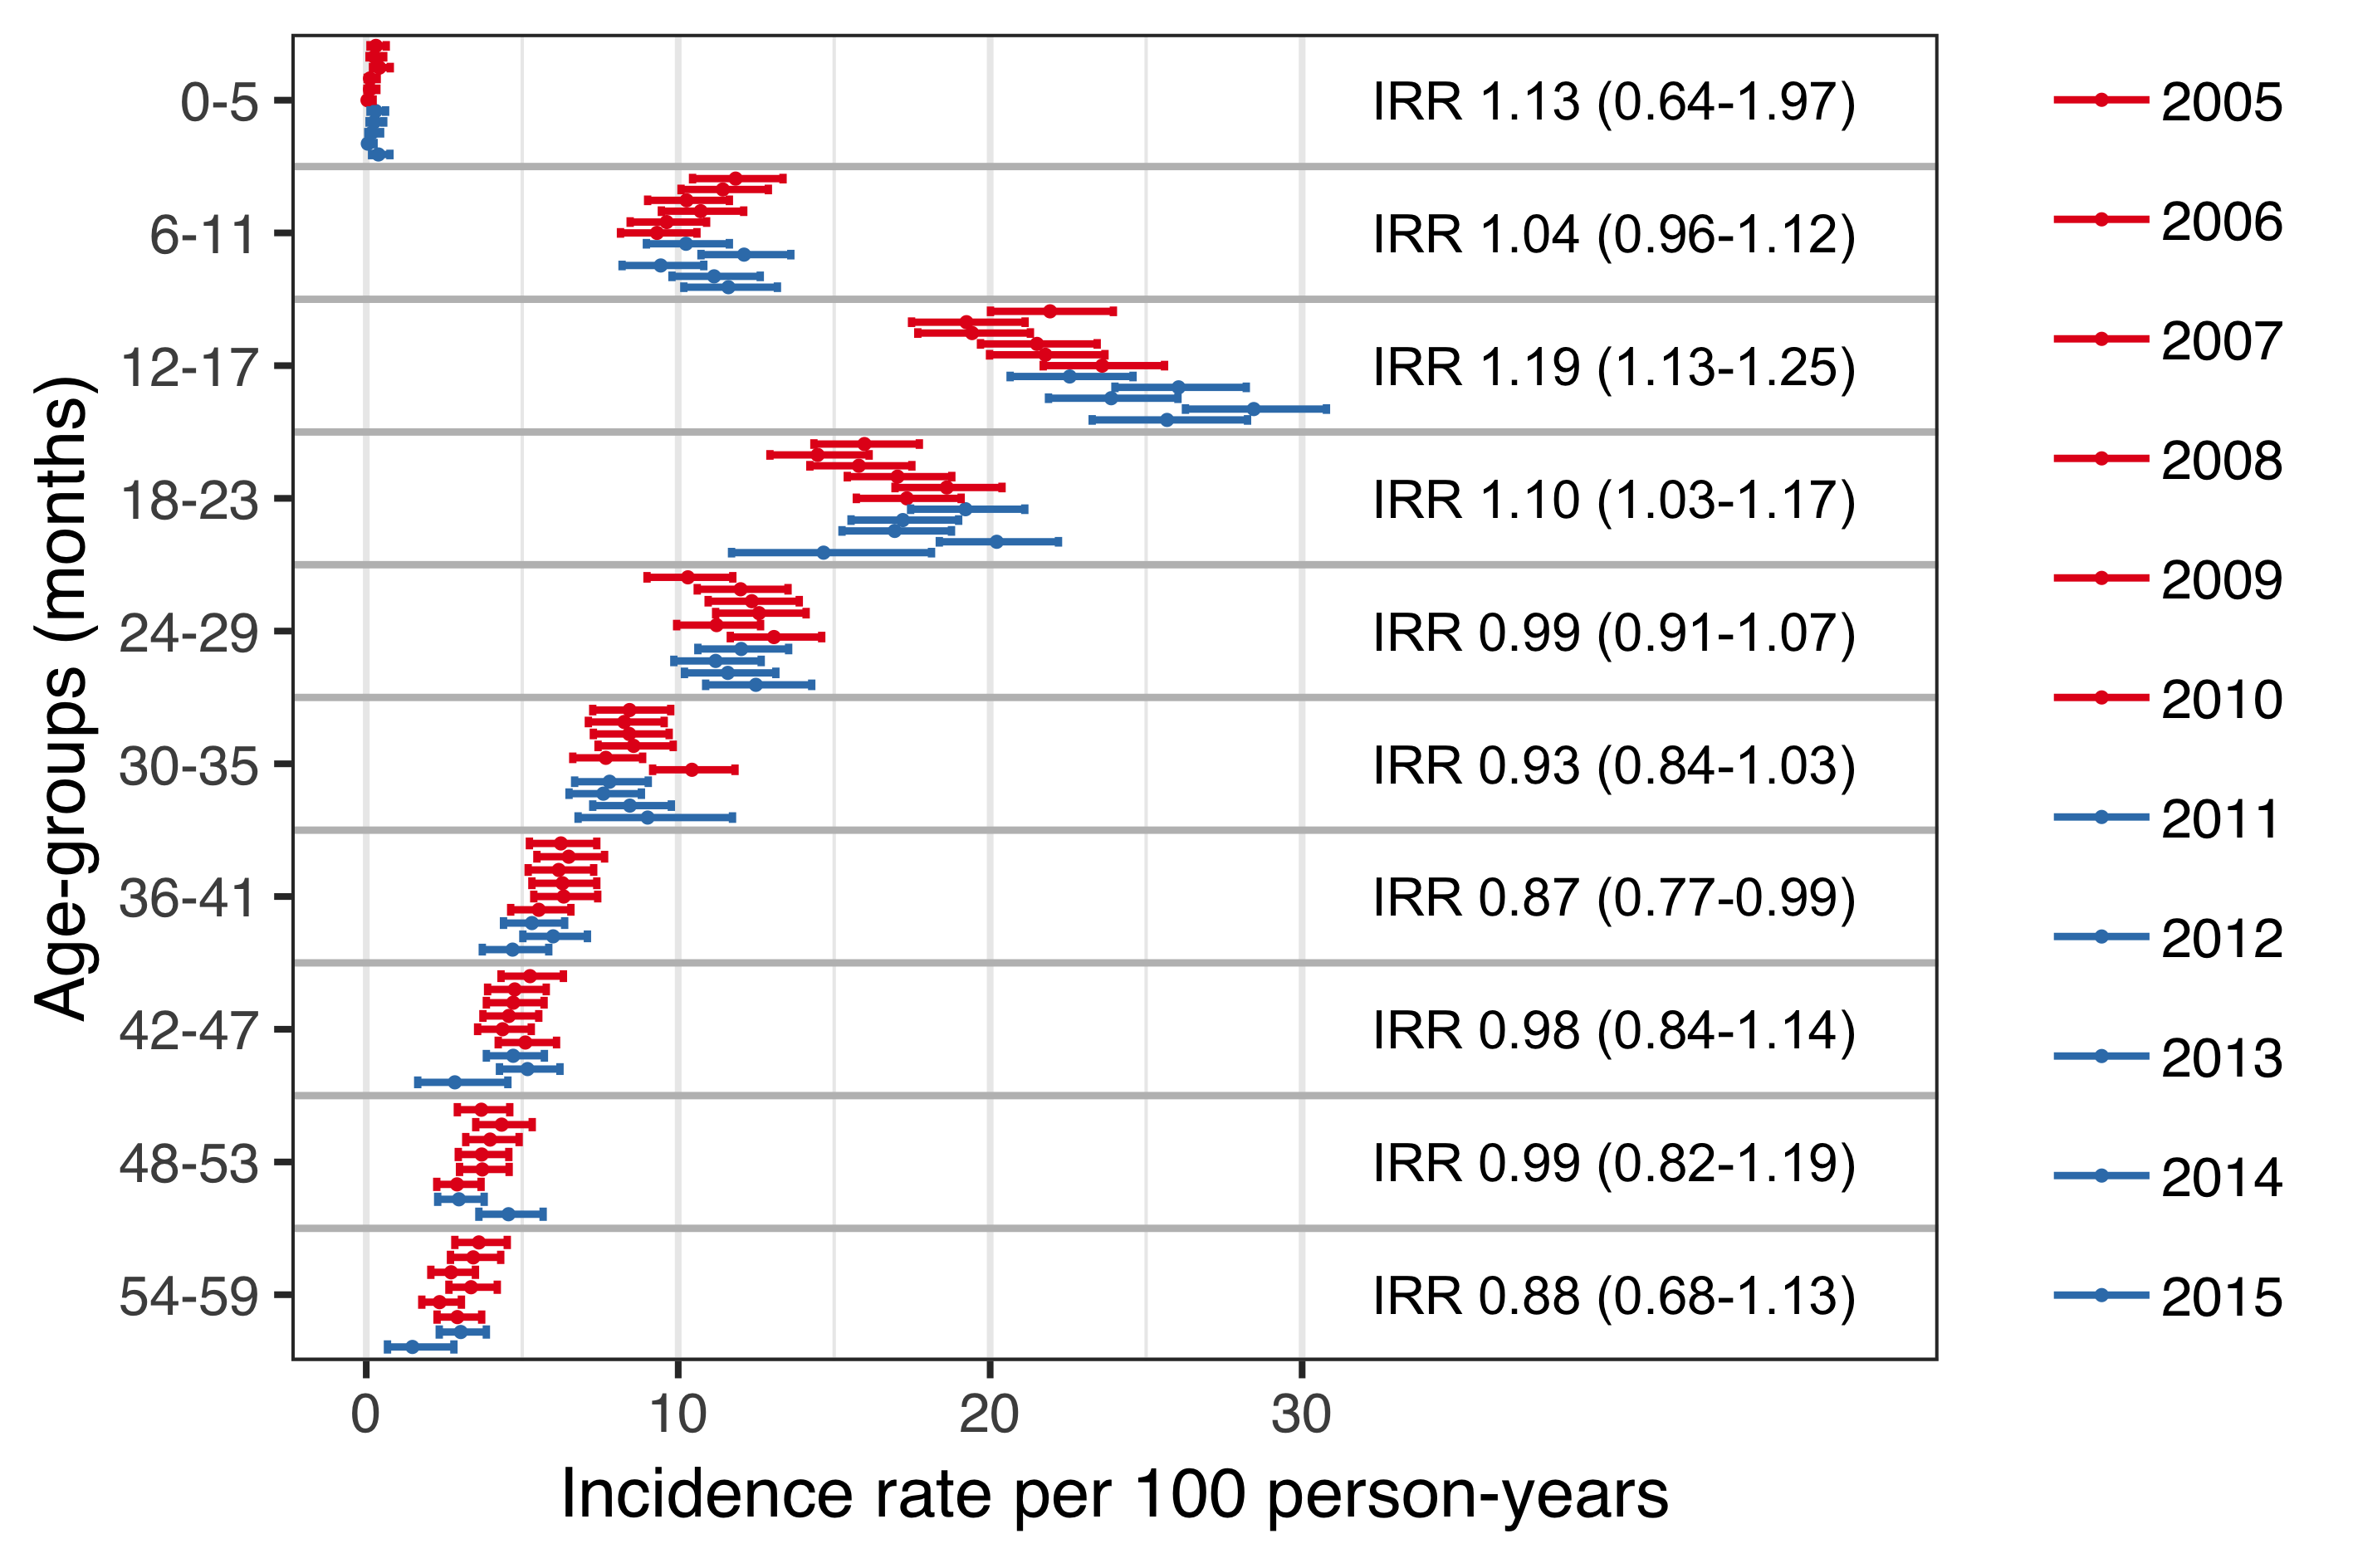 Age-groups (months)
0-5
IRR 1.13 (0.64-1.97)
6-11
IRR 1.04 (0.96-1.12)
12-17
IRR 1.19 (1.13-1.25)
18-23
IRR 1.10 (1.03-1.17)
24-29
IRR 0.99 (0.91-1.07)
30-35
IRR 0.93 (0.84-1.03)
36-41
IRR 0.87 (0.77-0.99)
42-47
IRR 0.98 (0.84-1.14)
48-53
IRR 0.99 (0.82-1.19)
54-59
IRR 0.88 (0.68-1.13)
0 10 20 30
Incidence rate per 100 person-years
2005
2006
2007
2008
2009
2010
2011
2012
2013
2014
2015